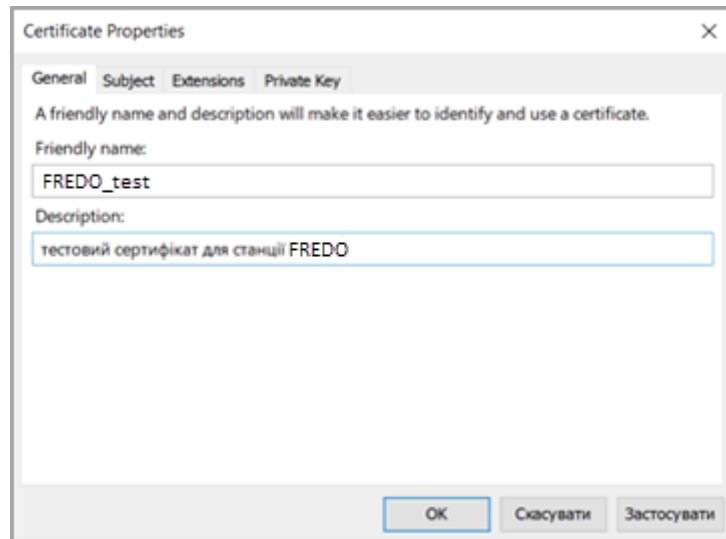 Certificate Properties
General Subject Extensions Private Key
A friendly name and description will make it easier to identify and use a certificate.
Friendly name:
FREDO_test
Description:
тестовий сертифікат для станції FREDO
OK Скасувати Застосувати